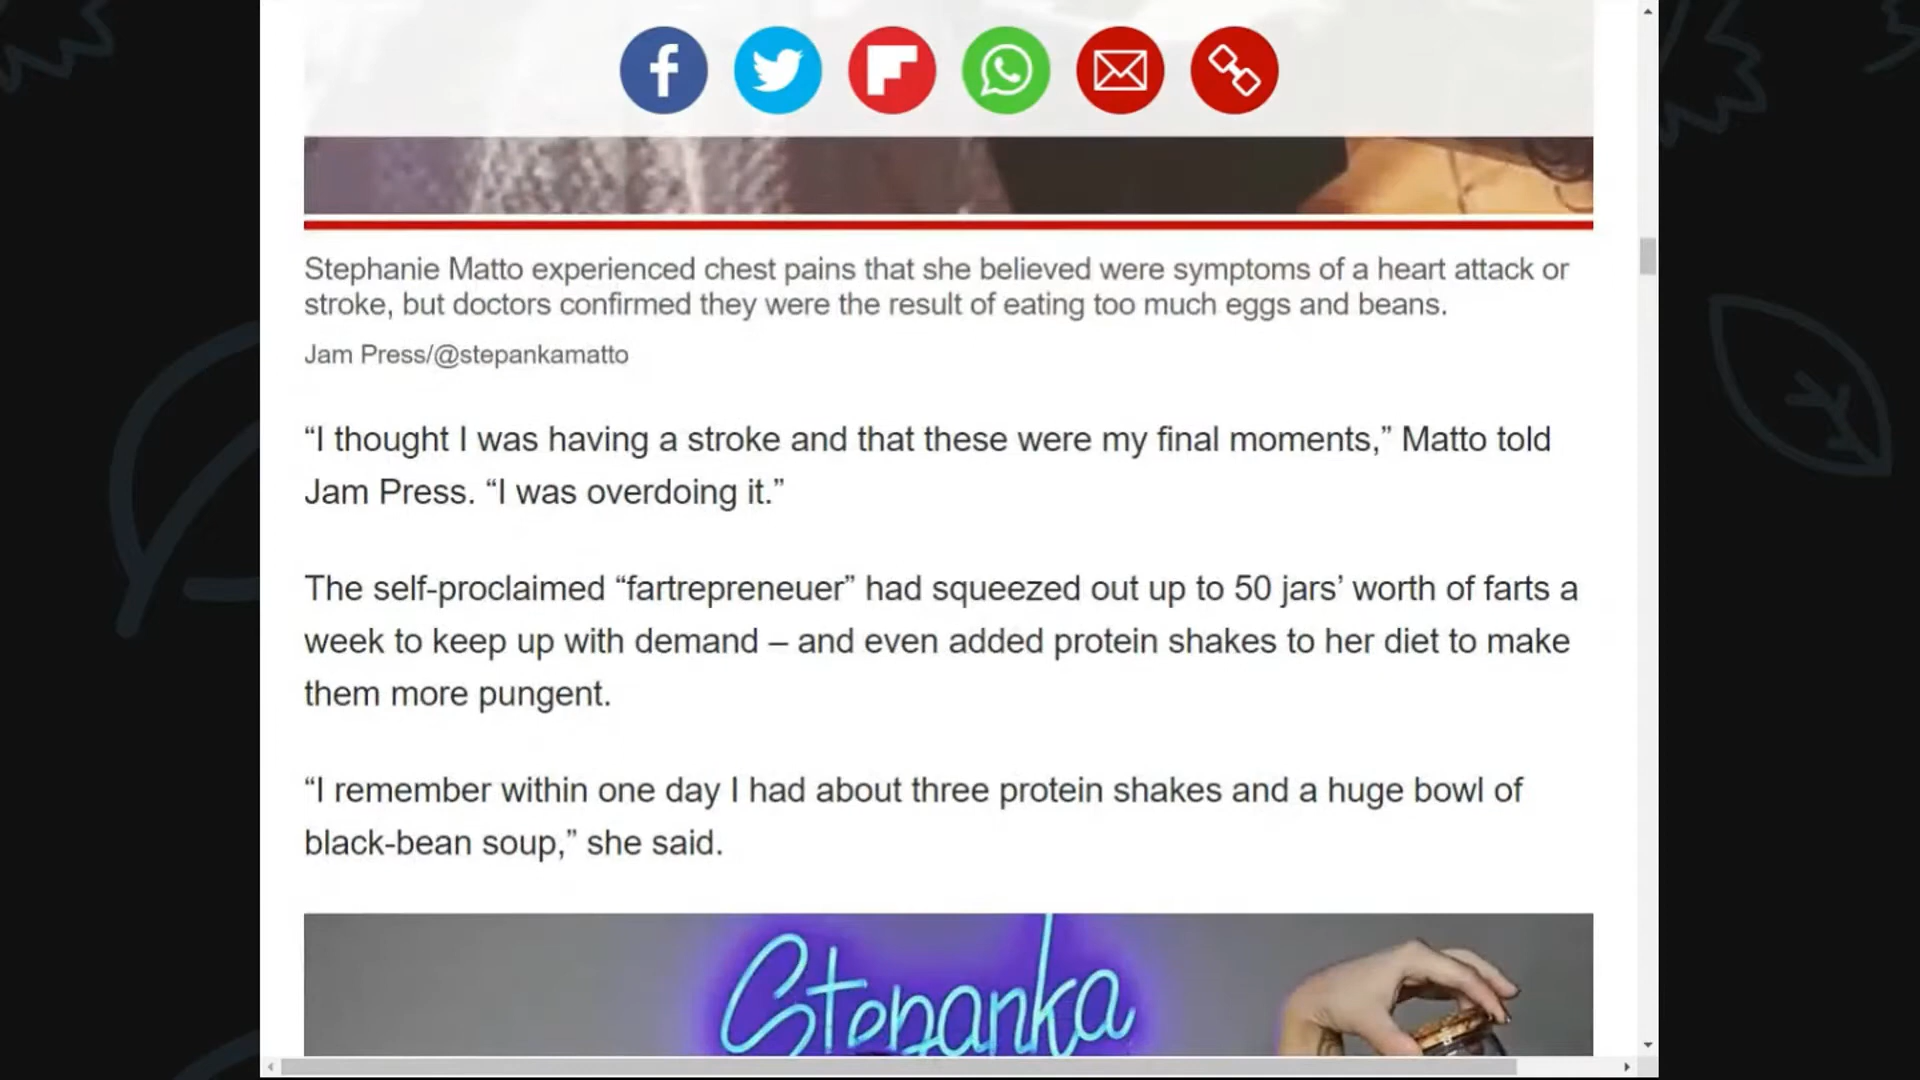 Stephanie Matto experienced chest pains that she believed were symptoms of a heart attack or
stroke, but doctors confirmed they were the result of eating too much eggs and beans.
Jam Press/@stepankamatto
“I thought I was having a stroke and that these were my final moments,” Matto told
Jam Press. “I was overdoing it.”
The self-proclaimed “fartrepreneuer” had squeezed out up to 50 jars’ worth of farts a
week to keep up with demand – and even added protein shakes to her diet to make
them more pungent.
“I remember within one day I had about three protein shakes and a huge bowl of
black-bean soup,” she said.
Stepanka